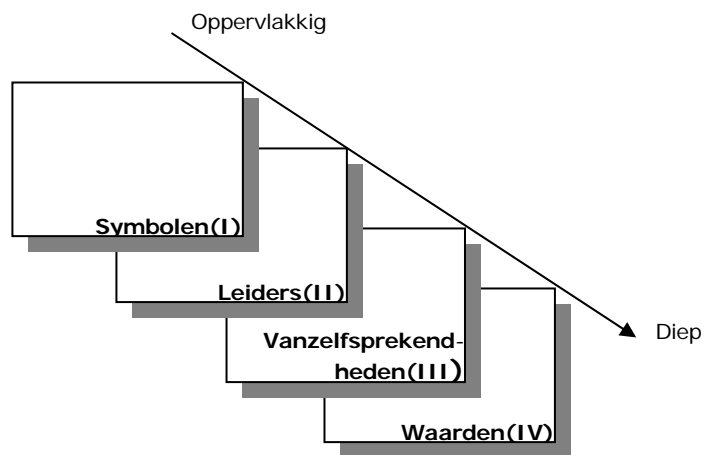 Oppervlakkig
Symbolen(I)
Leiders(II)
Vanzelfsprekend-
heden(III)
Diep
Waarden(IV)